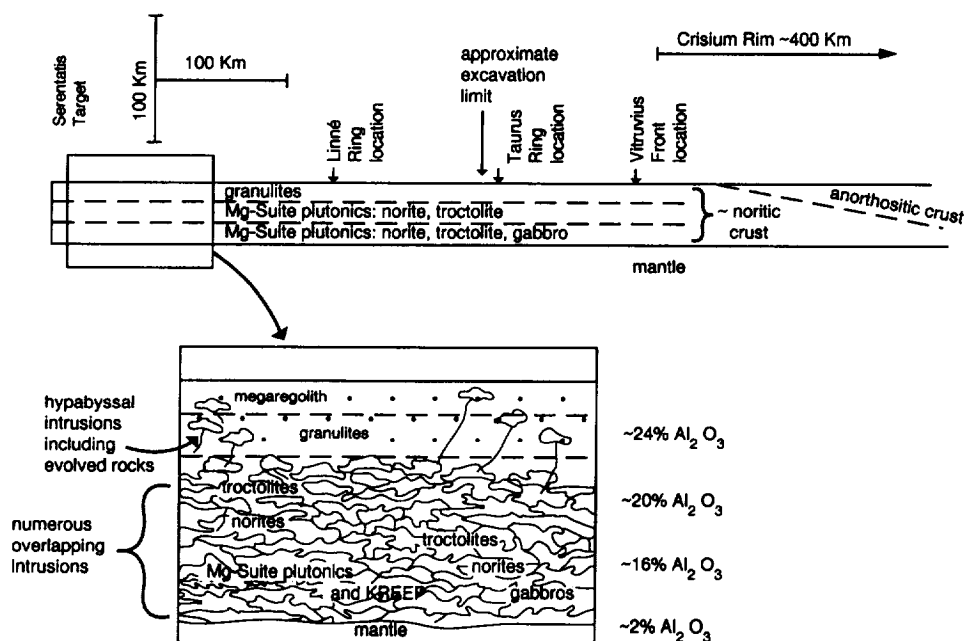 Serentatis
Target
100 Km
100 Km
approximate
excavation
limit
Crisium Rim ~400 Km
Linné
Ring
location
Taurus
Ring
location
Vitruvius
Front
location
granulites
Mg-Suite plutonics: norite, troctolite
Mg-Suite plutonics: norite, troctolite, gabbro
~ noritic
crust
anorthositic crust
mantle
hypabyssal
intrusions
including
evolved rocks
numerous
overlapping
Intrusions
megaregolith
granulites
troctolites
norites
troctolites
norites
Mg-Suite plutonics
and KREEP
gabbros
mantle
~24% Al₂ O₃
~20% Al₂ O₃
~16% Al₂ O₃
~2% Al₂ O₃